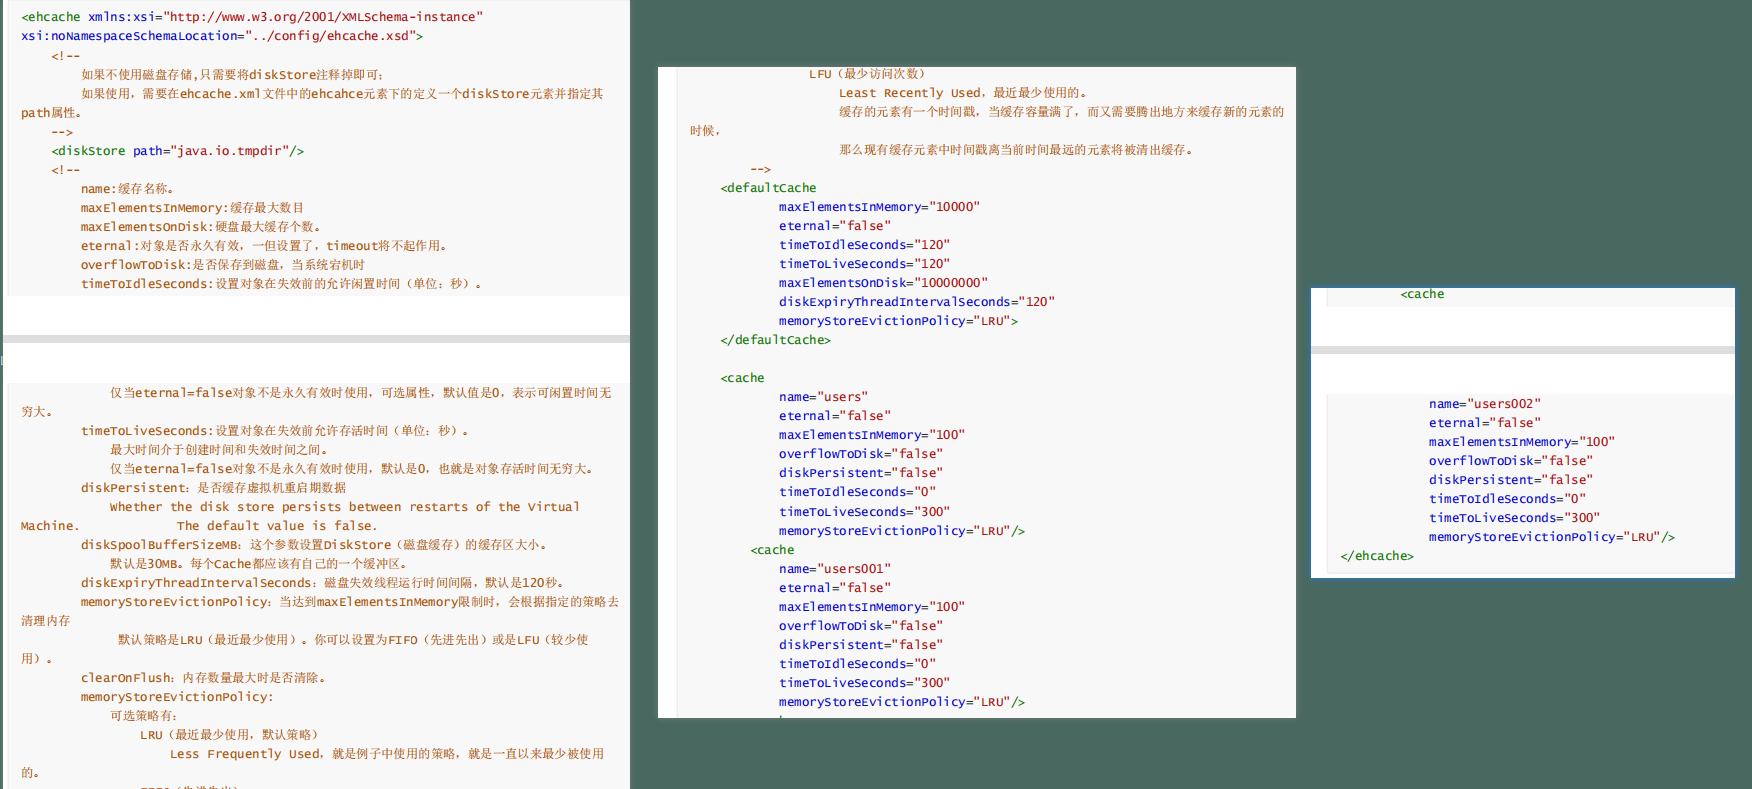 <ehcache xmlns:xsi="http://www.w3.org/2001/XMLSchema-instance"
xsi:noNamespaceSchemaLocation="../config/ehcache.xsd">
<!--
如果不使用磁盘存储,只需要将diskStore注释掉即可;
如果使用，需要在ehcache.xml文件中的ehcahce元素下的定义一个diskStore元素并指定其
path属性。
-->
<diskStore path="java.io.tmpdir"/>
<!--
name:缓存名称。
maxElementsInMemory:缓存最大数目
maxElementsOnDisk:硬盘最大缓存个数。
eternal:对象是否永久有效，一但设置了，timeout将不起作用。
overflowToDisk:是否保存到磁盘，当系统宕机时
timeToIdleSeconds:设置对象在失效前的允许闲置时间（单位：秒）。
仅当eternal=false对象不是永久有效时使用，可选属性，默认值是0，表示可闲置时间无
穷大。
timeToLiveSeconds:设置对象在失效前允许存活时间（单位：秒）。
最大时间介于创建时间和失效时间之间。
仅当eternal=false对象不是永久有效时使用，默认是0，也就是对象存活时间无穷大。
diskPersistent：是否缓存虚拟机重启期数据
Whether the disk store persists between restarts of the Virtual
Machine. The default value is false.
diskSpoolBufferSizeMB：这个参数设置DiskStore（磁盘缓存）的缓存区大小。
默认是30MB。每个Cache都应该有自己的一个缓冲区。
diskExpiryThreadIntervalSeconds：磁盘失效线程运行时间间隔，默认是120秒。
memoryStoreEvictionPolicy：当达到maxElementsInMemory限制时，会根据指定的策略去
清理内存
默认策略是LRU（最近最少使用）。你可以设置为FIFO（先进先出）或是LFU（较少使
用）。
clearOnFlush：内存数量最大时是否清除。
memoryStoreEvictionPolicy:
可选策略有：
LRU（最近最少使用，默认策略）
Less Frequently Used，就是例子中使用的策略，就是一直以来最少被使用
的。
LFU（最少访问次数）
Least Recently Used，最近最少使用的。
缓存的元素有一个时间戳，当缓存容量满了，而又需要腾出地方来缓存新的元素的
时候，
那么现有缓存元素中时间戳离当前时间最远的元素将被清出缓存。
-->
<defaultCache
maxElementsInMemory="10000"
eternal="false"
timeToIdleSeconds="120"
timeToLiveSeconds="120"
maxElementsOnDisk="10000000"
diskExpiryThreadIntervalSeconds="120"
memoryStoreEvictionPolicy="LRU">
</defaultCache>
<cache
name="users"
eternal="false"
maxElementsInMemory="100"
overflowToDisk="false"
diskPersistent="false"
timeToIdleSeconds="0"
timeToLiveSeconds="300"
memoryStoreEvictionPolicy="LRU"/>
<cache
name="users001"
eternal="false"
maxElementsInMemory="100"
overflowToDisk="false"
diskPersistent="false"
timeToIdleSeconds="0"
timeToLiveSeconds="300"
memoryStoreEvictionPolicy="LRU"/>
<cache
name="users002"
eternal="false"
maxElementsInMemory="100"
overflowToDisk="false"
diskPersistent="false"
timeToIdleSeconds="0"
timeToLiveSeconds="300"
memoryStoreEvictionPolicy="LRU"/>
</ehcache>